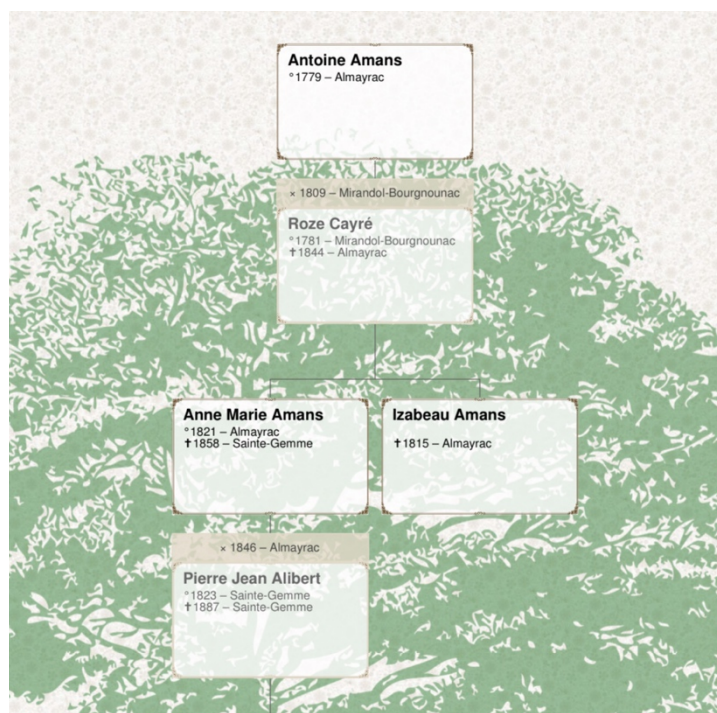 Antoine Amans
°1779 – Almayrac
× 1809 – Mirandol-Bourgnounac
Roze Cayré
°1781 – Mirandol-Bourgnounac
✝1844 – Almayrac
Anne Marie Amans
°1821 – Almayrac
✝1858 – Sainte-Gemme
Izabeau Amans
✝1815 – Almayrac
× 1846 – Almayrac
Pierre Jean Alibert
°1823 – Sainte-Gemme
✝1887 – Sainte-Gemme